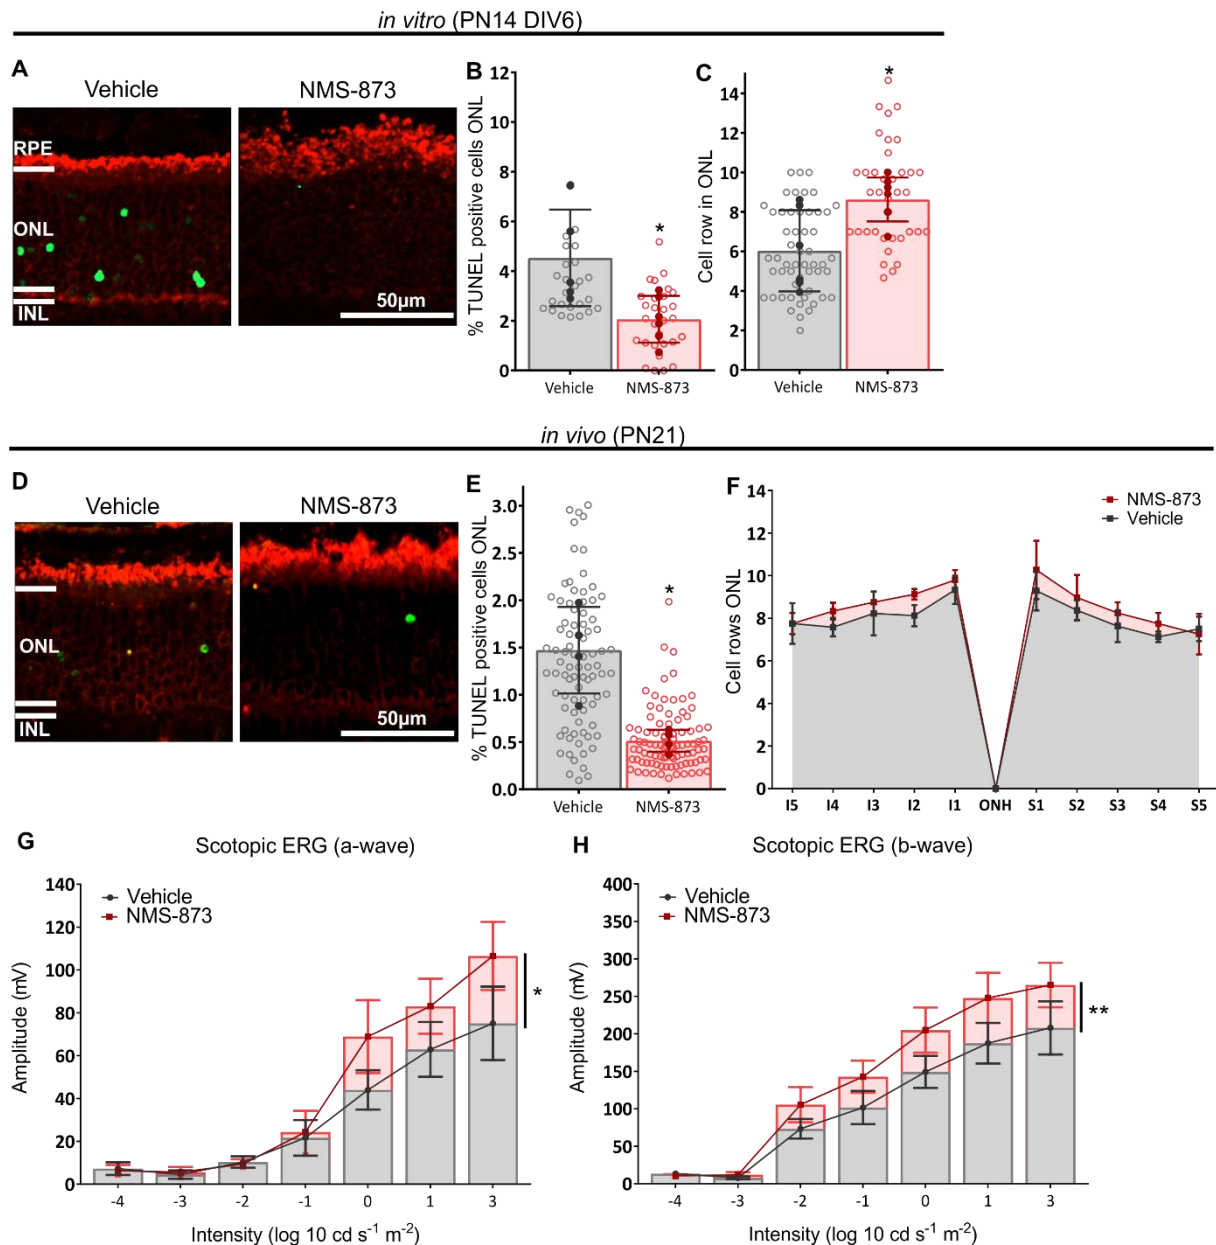 in vitro (PN14 DIV6)
A
Vehicle
NMS-873
RPE
ONL
INL
50µm
B
% TUNEL positive cells ONL
12
10
8
6
4
2
0
*
Vehicle
NMS-873
C
Cell row in ONL
14
12
10
8
6
4
2
0
*
Vehicle
NMS-873
in vivo (PN21)
D
Vehicle
NMS-873
ONL
INL
50µm
E
% TUNEL positive cells ONL
3.0
2.5
2.0
1.5
1.0
0.5
0.0
*
Vehicle
NMS-873
F
Cell rows ONL
14
12
10
8
6
4
2
0
NMS-873
Vehicle
I5 I4 I3 I2 I1 ONH S1 S2 S3 S4 S5
G
Scotopic ERG (a-wave)
Amplitude (mV)
140
120
100
80
60
40
20
0
Vehicle
NMS-873
*
-4 -3 -2 -1 0 1 3
Intensity (log 10 cd s⁻¹ m⁻²)
H
Scotopic ERG (b-wave)
Amplitude (mV)
400
350
300
250
200
150
100
50
0
Vehicle
NMS-873
**
-4 -3 -2 -1 0 1 3
Intensity (log 10 cd s⁻¹ m⁻²)